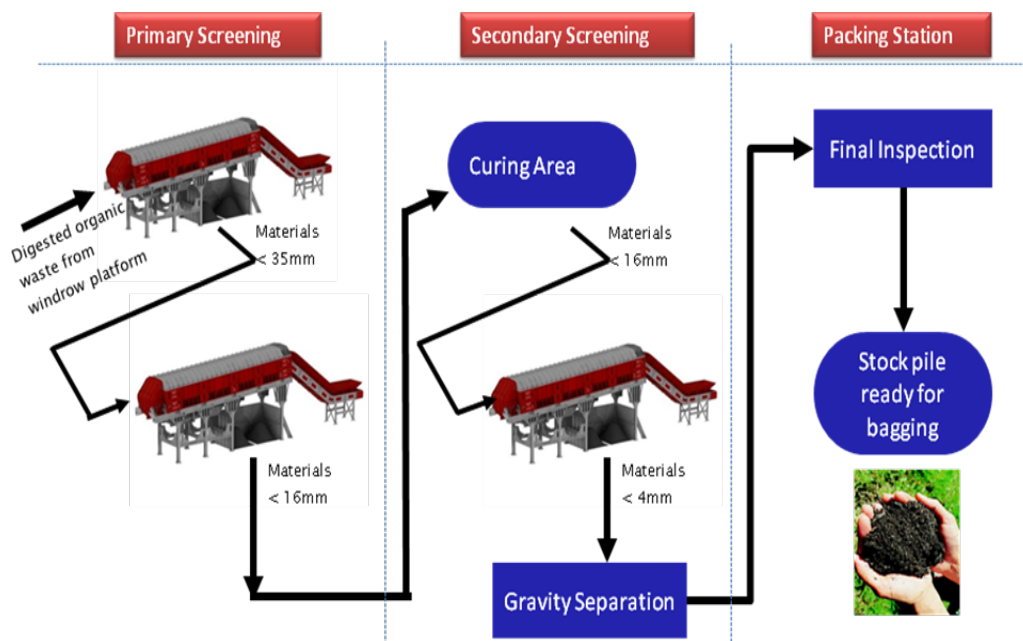 Primary Screening
Secondary Screening
Packing Station
Digested organic
waste from
windrow platform
Materials
< 35mm
Materials
< 16mm
Curing Area
Materials
< 16mm
Materials
< 4mm
Gravity Separation
Final Inspection
Stock pile
ready for
bagging